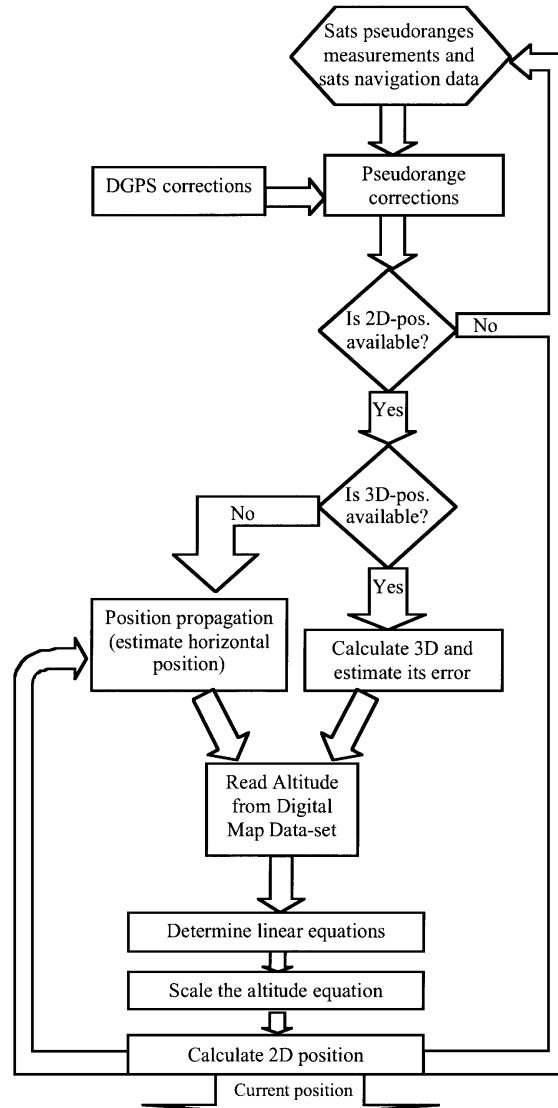 Sats pseudoranges
measurements and
sats navigation data
DGPS corrections
Pseudorange
corrections
Is 2D-pos.
available?
No
Yes
Is 3D-pos.
available?
No
Yes
Position propagation
(estimate horizontal
position)
Calculate 3D and
estimate its error
Read Altitude
from Digital
Map Data-set
Determine linear equations
Scale the altitude equation
Calculate 2D position
Current position